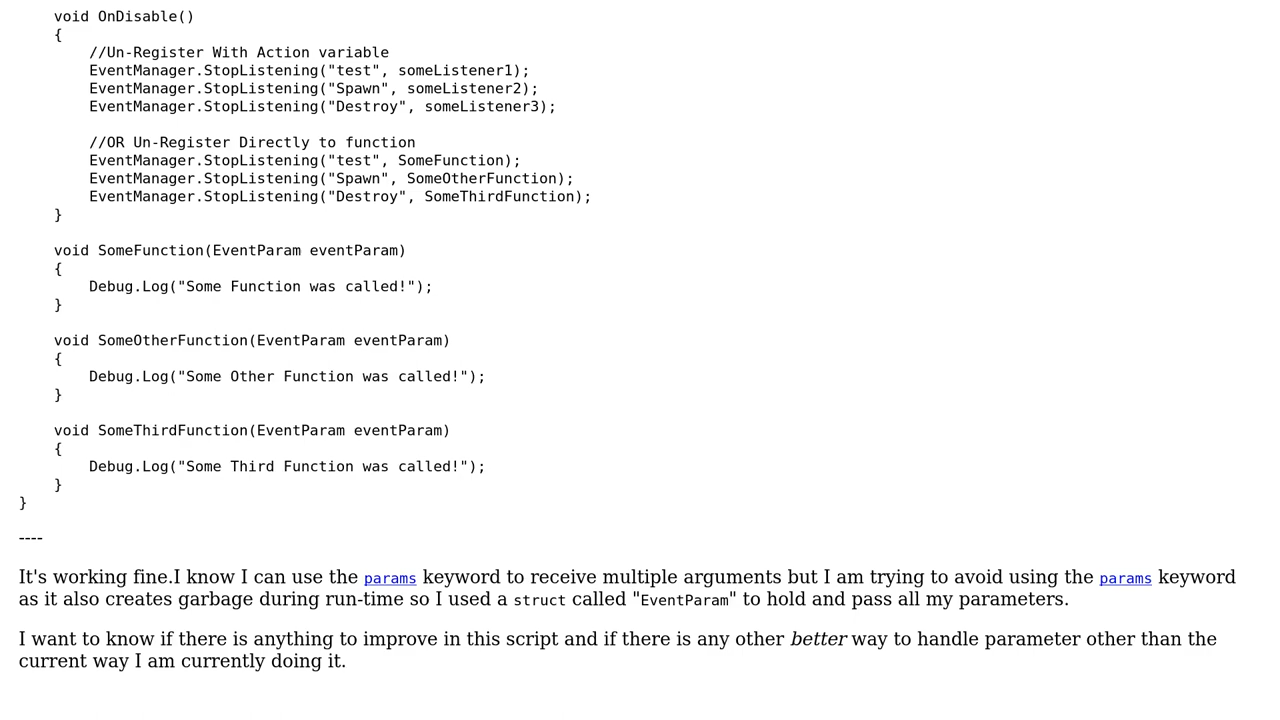 void OnDisable()
{
//Un-Register With Action variable
EventManager.StopListening("test", someListener1);
EventManager.StopListening("Spawn", someListener2);
EventManager.StopListening("Destroy", someListener3);
//OR Un-Register Directly to function
EventManager.StopListening("test", SomeFunction);
EventManager.StopListening("Spawn", SomeOtherFunction);
EventManager.StopListening("Destroy", SomeThirdFunction);
}
void SomeFunction(EventParam eventParam)
{
Debug.Log("Some Function was called!");
}
void SomeOtherFunction(EventParam eventParam)
{
Debug.Log("Some Other Function was called!");
}
void SomeThirdFunction(EventParam eventParam)
{
Debug.Log("Some Third Function was called!");
}
}
----
It's working fine.I know I can use the params keyword to receive multiple arguments but I am trying to avoid using the params keyword
as it also creates garbage during run-time so I used a struct called "EventParam" to hold and pass all my parameters.
I want to know if there is anything to improve in this script and if there is any other better way to handle parameter other than the
current way I am currently doing it.